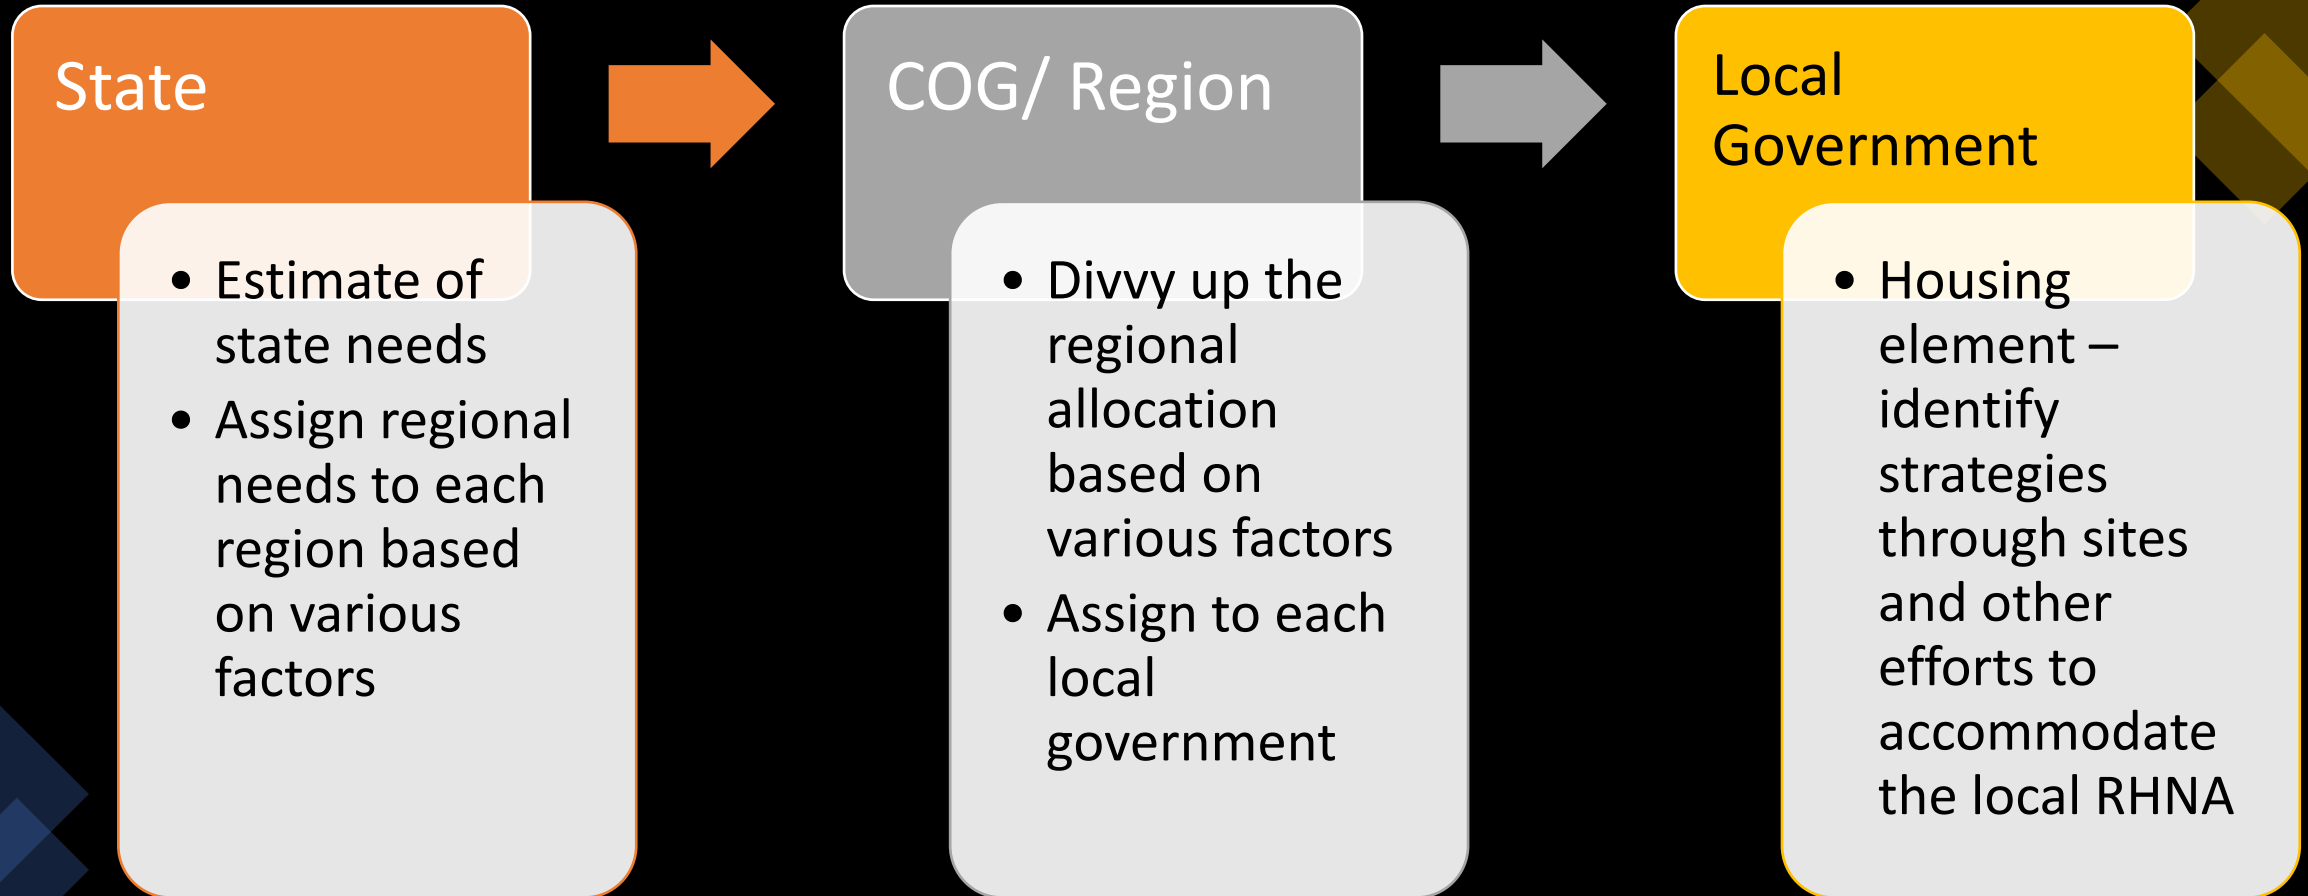 State
• Estimate of
state needs
• Assign regional
needs to each
region based
on various
factors
COG/ Region
• Divvy up the
regional
allocation
based on
various factors
• Assign to each
local
government
Local
Government
• Housing
element –
identify
strategies
through sites
and other
efforts to
accommodate
the local RHNA